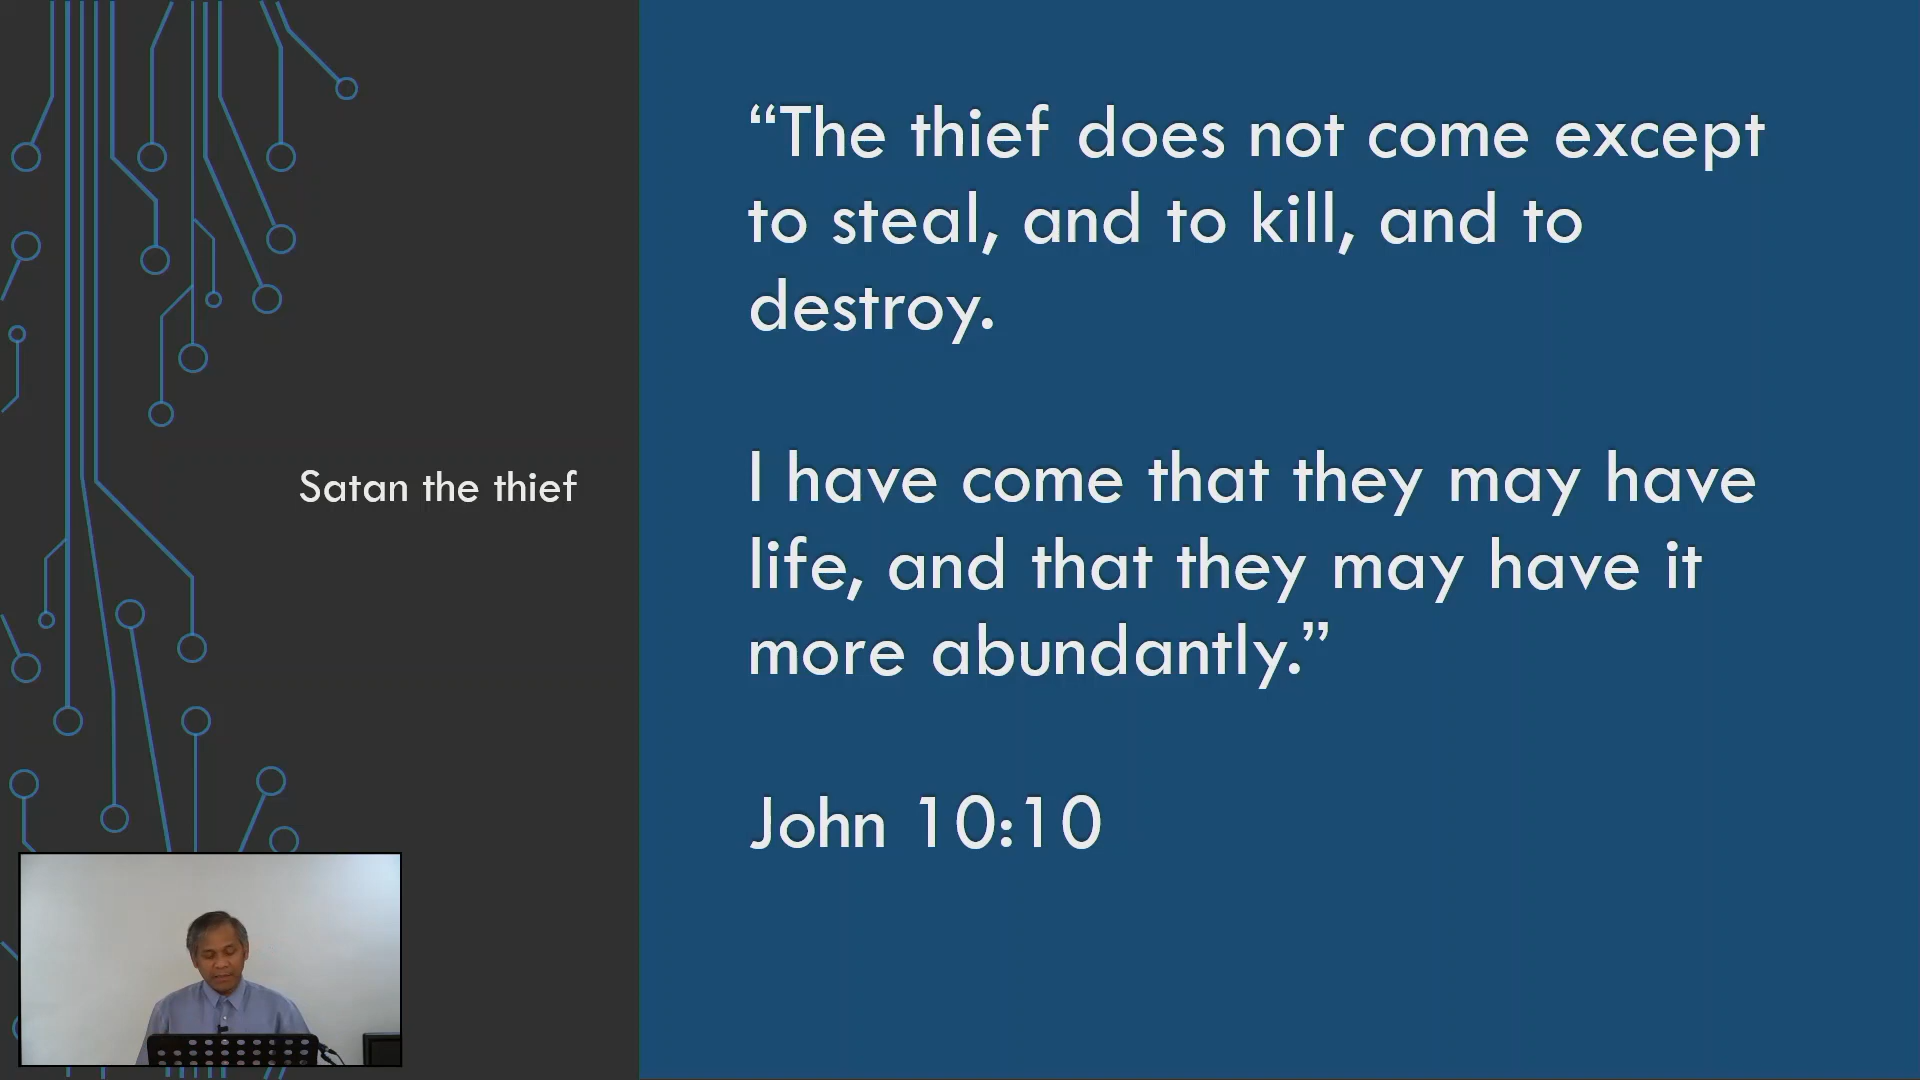 Satan the thief
“The thief does not come except
to steal, and to kill, and to
destroy.
I have come that they may have
life, and that they may have it
more abundantly.”
John 10:10